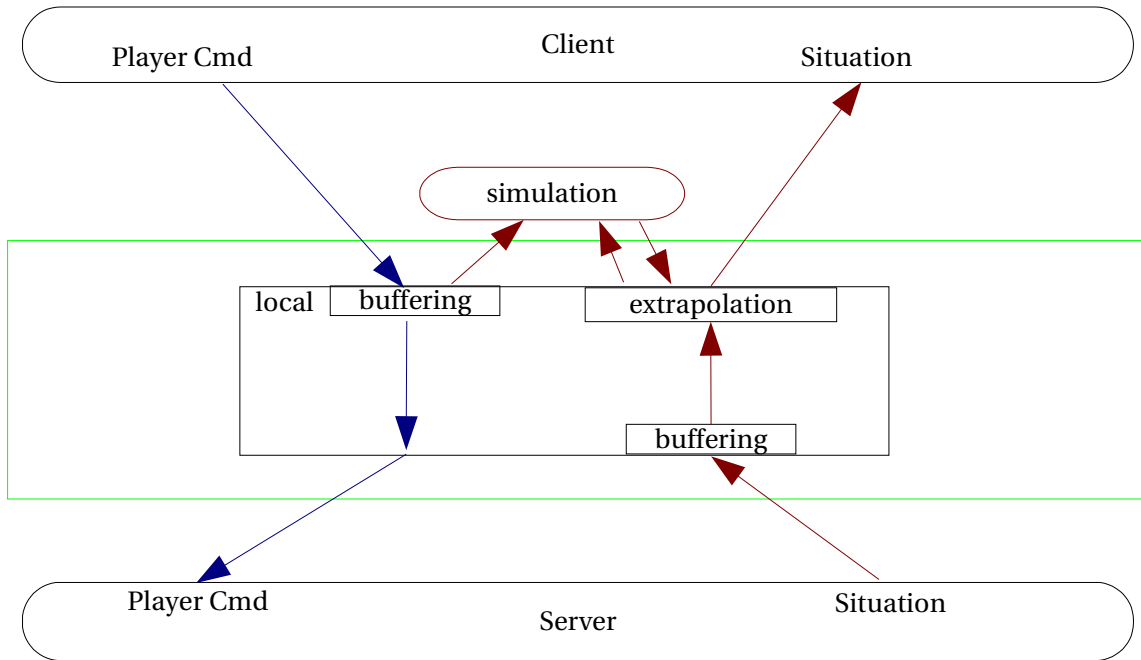 Client
Player Cmd
Situation
simulation
local
buffering
extrapolation
buffering
Player Cmd
Situation
Server